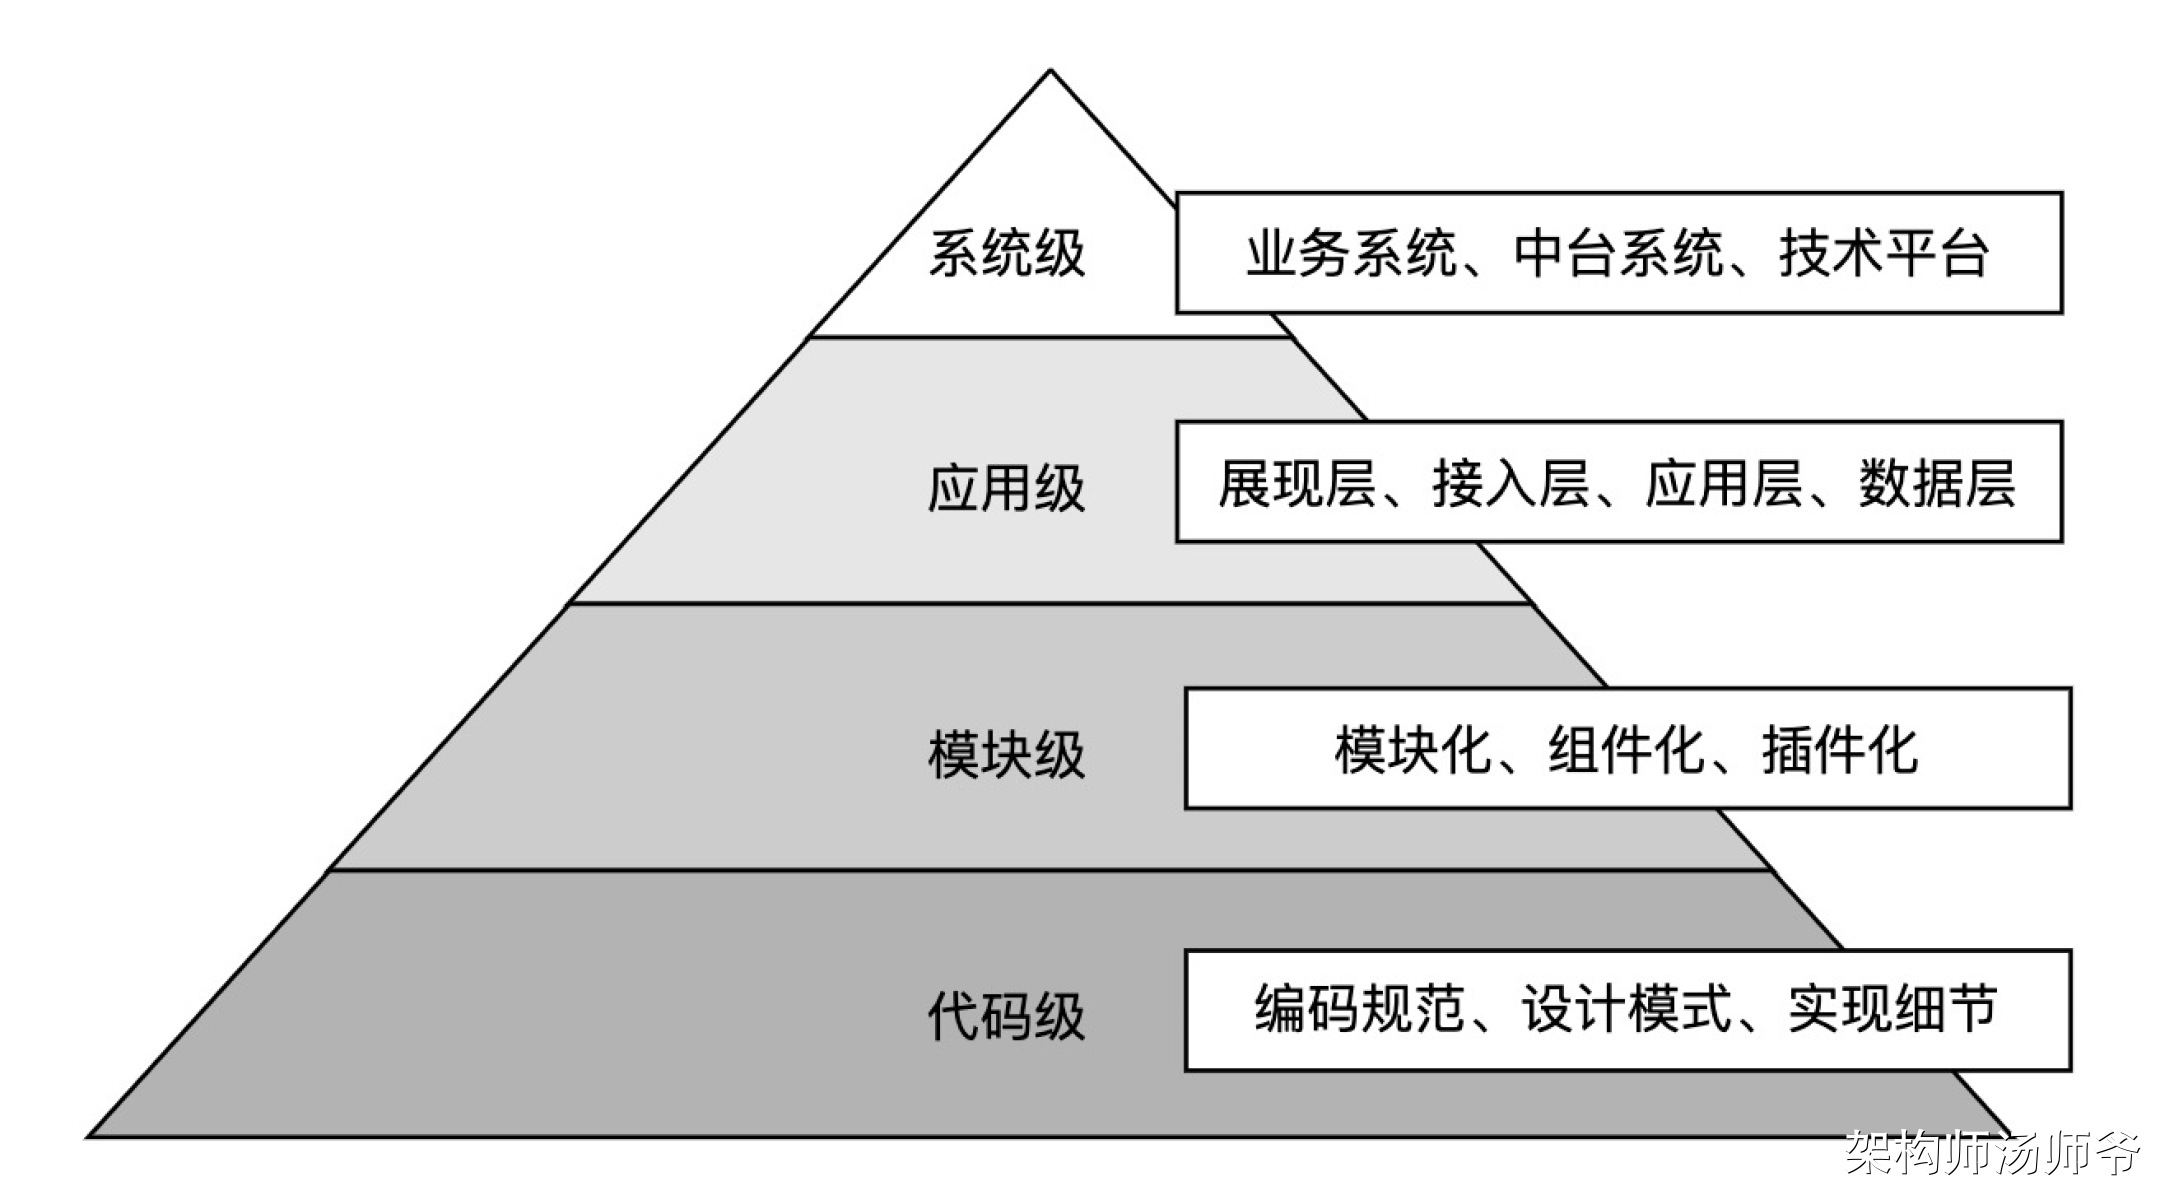 系统级
业务系统、中台系统、技术平台
应用级
展现层、接入层、应用层、数据层
模块级
模块化、组件化、插件化
代码级
编码规范、设计模式、实现细节
架构师汤师爷